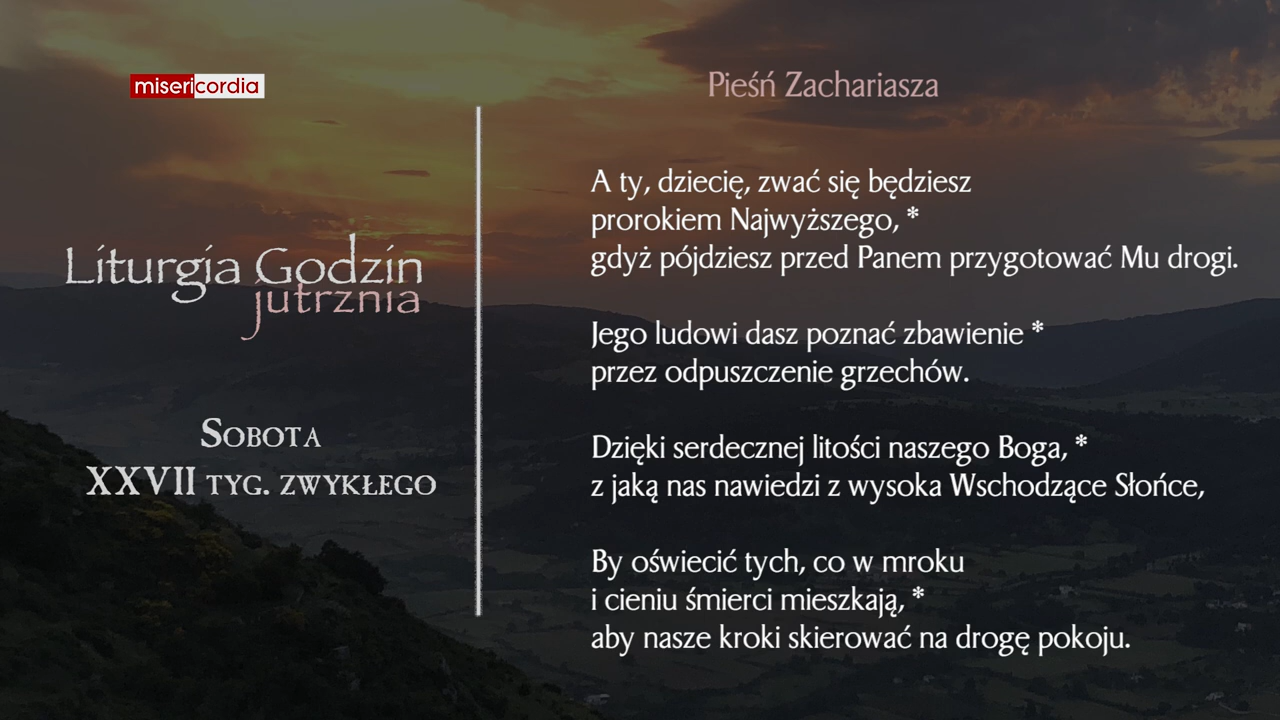 misericordia
Liturgia Godzin
jutrznia
Sobota
XXVII tyg. zwykłego
Pieśń Zachariasza
A ty, dziecię, zwać się będziesz
prorokiem Najwyższego, *
gdyż pójdziesz przed Panem przygotować Mu drogi.
Jego ludowi dasz poznać zbawienie *
przez odpuszczenie grzechów.
Dzięki serdecznej litości naszego Boga, *
z jaką nas nawiedzi z wysoka Wschodzące Słońce,
By oświecić tych, co w mroku
i cieniu śmierci mieszkają, *
aby nasze kroki skierować na drogę pokoju.